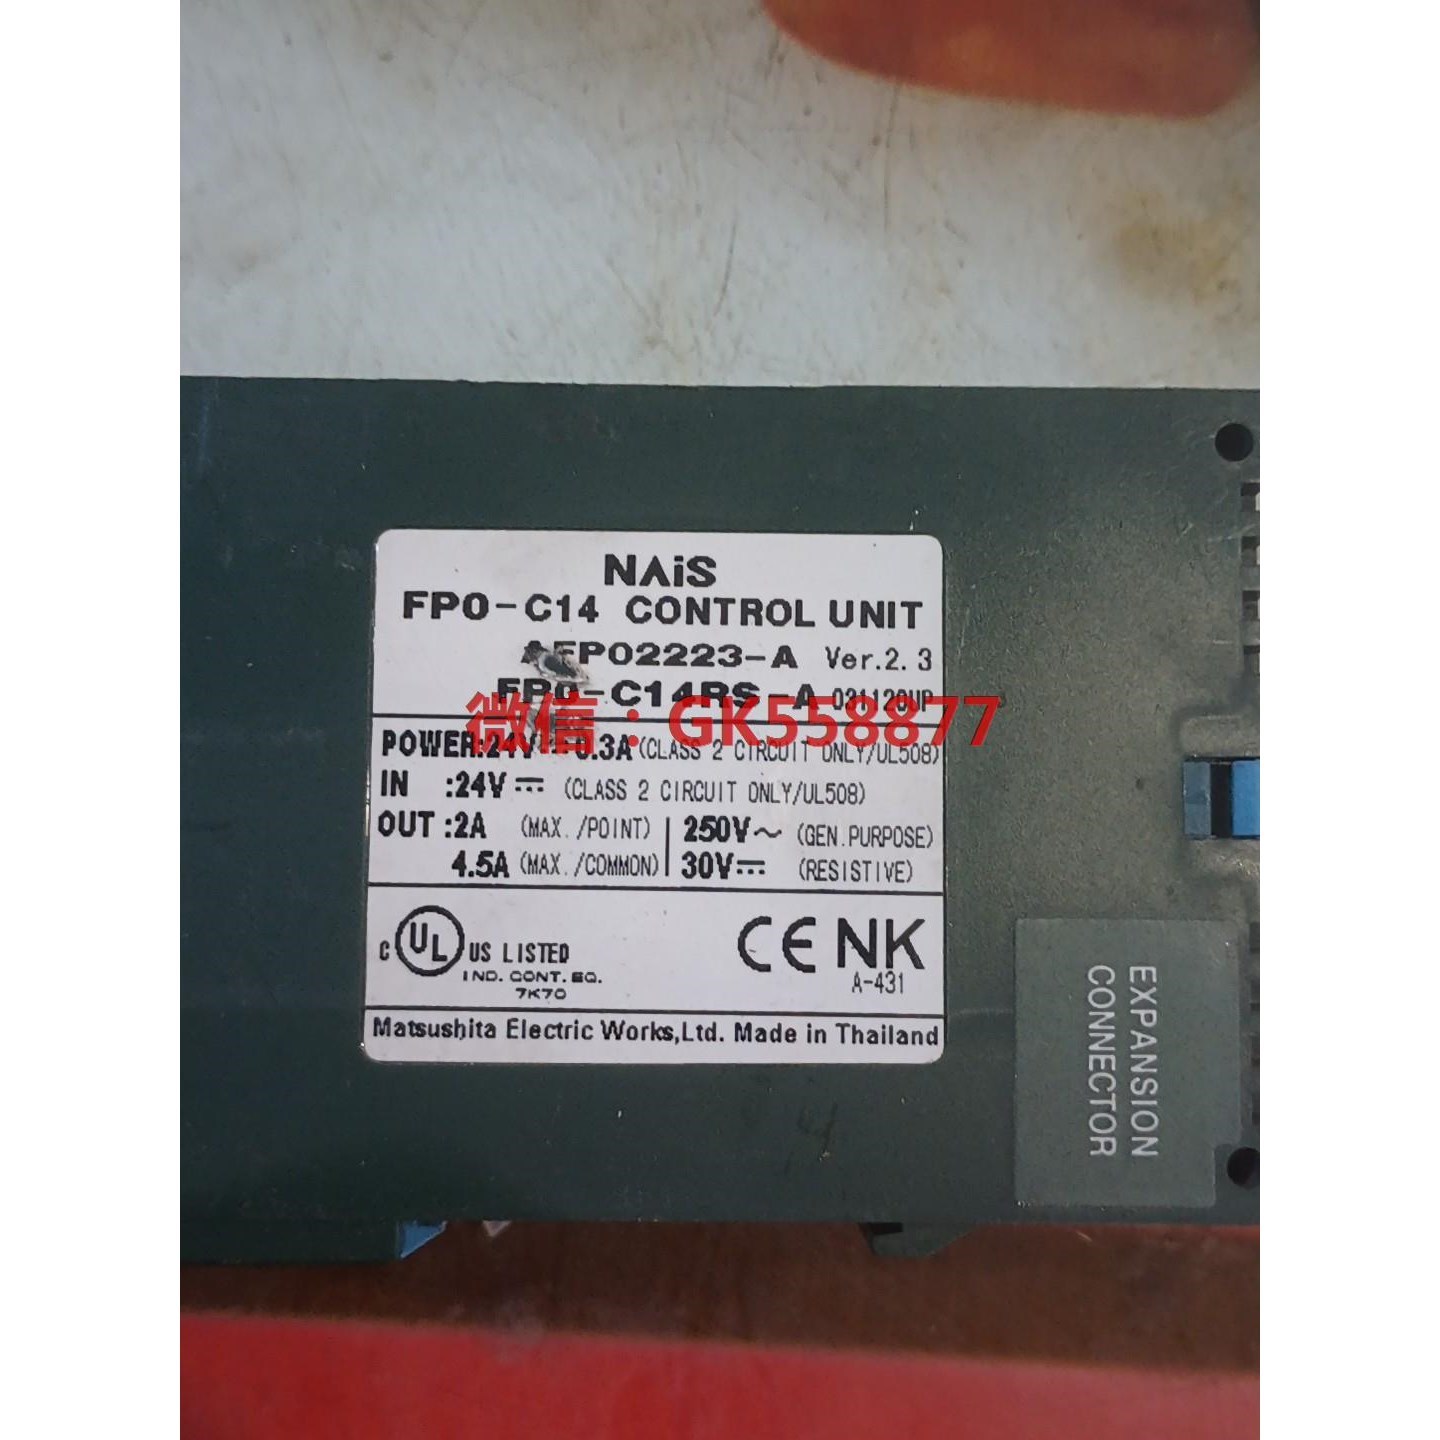 NAiS
FP0-C14 CONTROL UNIT
AFP02223-A Ver.2.3
FP0-C14RS-A 031120UP
微信：GK558877
POWER:24V⎓0.3A (CLASS 2 CIRCUIT ONLY/UL508)
IN :24V⎓ (CLASS 2 CIRCUIT ONLY/UL508)
OUT :2A (MAX./POINT) 250V～ (GEN.PURPOSE)
4.5A (MAX./COMMON) 30V⎓ (RESISTIVE)
C UL US LISTED
IND. CONT. EQ.
7K70
CE NK
A-431
Matsushita Electric Works,Ltd. Made in Thailand
EXPANSION
CONNECTOR
4